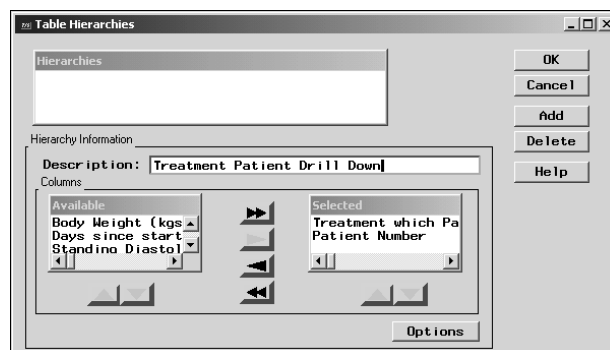 Table Hierarchies
Hierarchies
OK
Cancel
Add
Delete
Help
Hierarchy Information
Description: Treatment Patient Drill Down
Columns
Available
Body Weight (kgs
Days since start
Standing Diastol
Selected
Treatment which Pa
Patient Number
Options